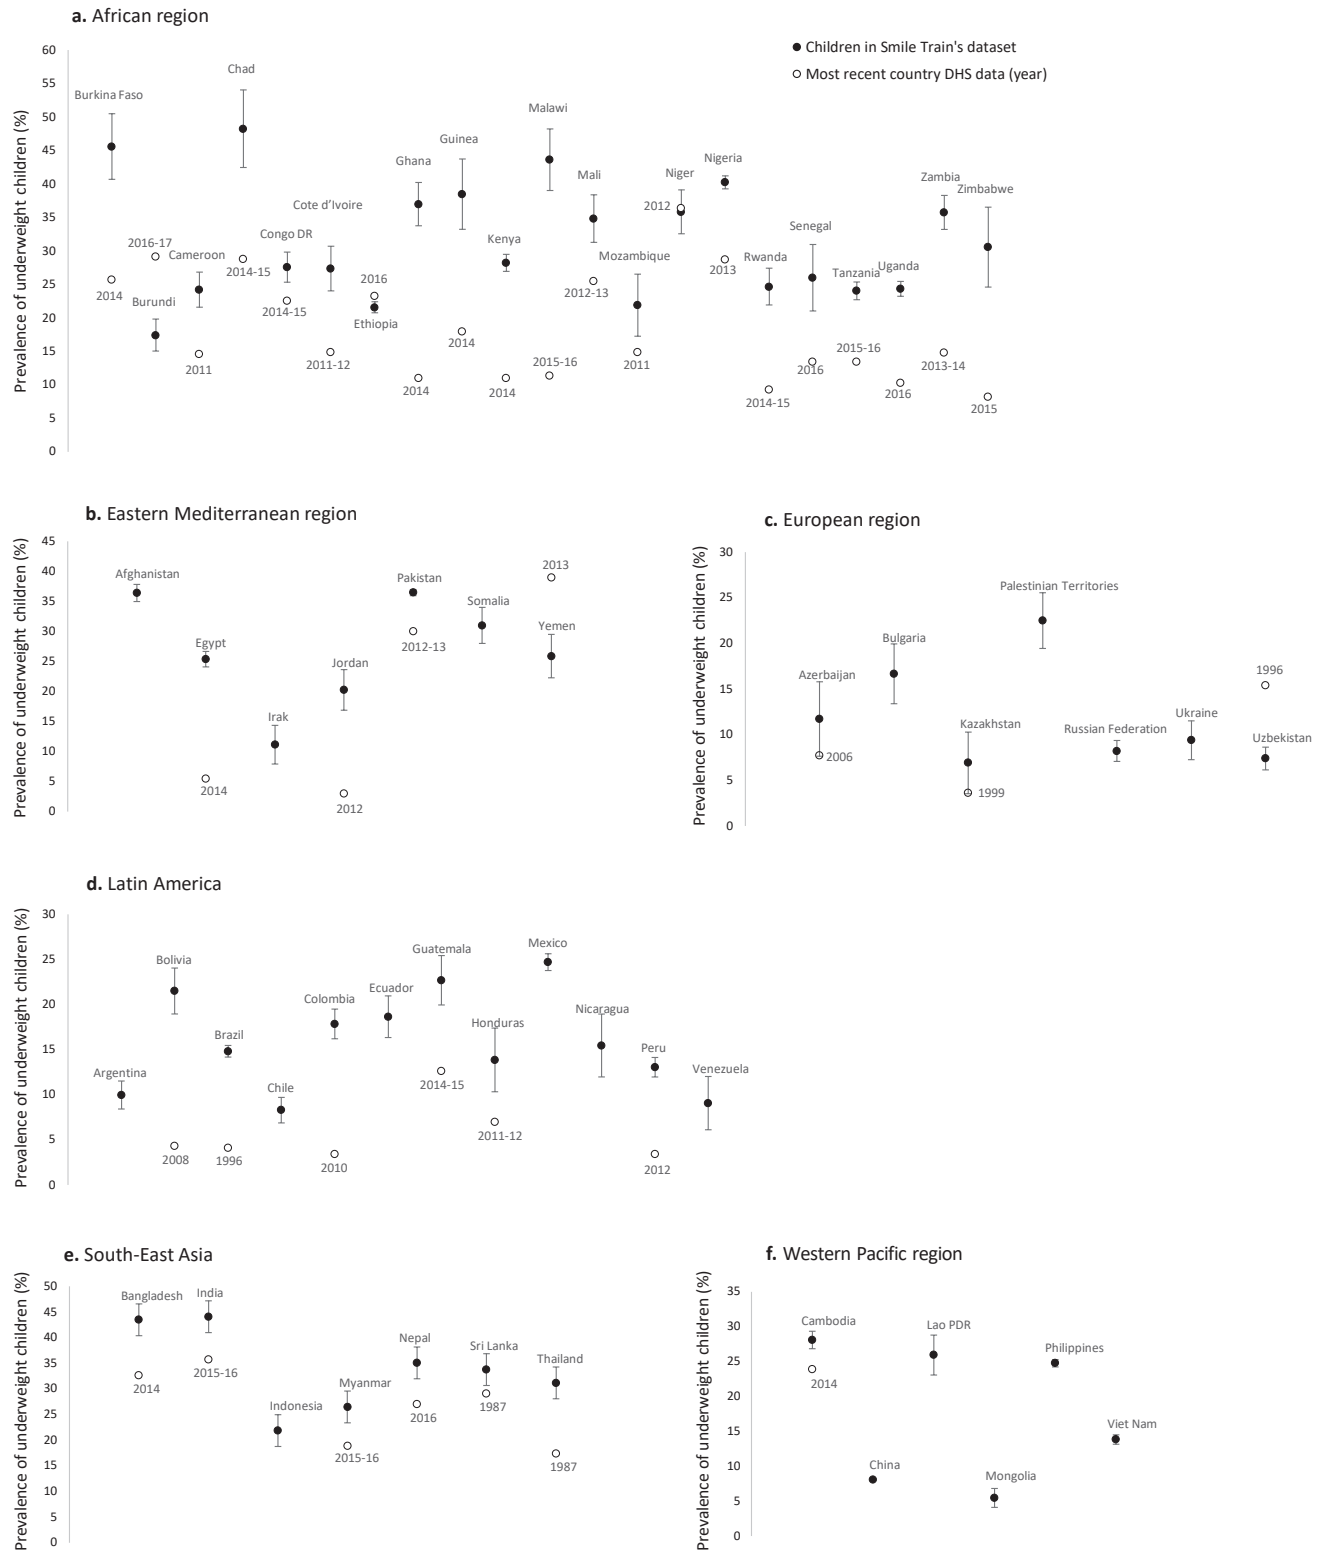 a. African region
Children in Smile Train's dataset
Most recent country DHS data (year)
Prevalence of underweight children (%)
60
55
50
45
40
35
30
25
20
15
10
5
0
Burkina Faso
2014
2016-17
Burundi
Cameroon
2011
Chad
2014-15
Congo DR
2014-15
Cote d'Ivoire
2011-12
2016
Ethiopia
Ghana
2014
Guinea
2014
Kenya
2014
Malawi
2015-16
Mali
2012-13
Mozambique
2011
Niger
2012
Nigeria
2013
Rwanda
2014-15
Senegal
2016
Tanzania
2015-16
Uganda
2016
Zambia
2013-14
Zimbabwe
2015
b. Eastern Mediterranean region
Prevalence of underweight children (%)
45
40
35
30
25
20
15
10
5
0
Afghanistan
Egypt
2014
Irak
Jordan
2012
Pakistan
2012-13
Somalia
2013
Yemen
c. European region
Prevalence of underweight children (%)
30
25
20
15
10
5
0
Azerbaijan
2006
Bulgaria
Kazakhstan
1999
Palestinian Territories
Russian Federation
Ukraine
1996
Uzbekistan
d. Latin America
Prevalence of underweight children (%)
30
25
20
15
10
5
0
Argentina
Bolivia
2008
Brazil
1996
Chile
Colombia
2010
Ecuador
Guatemala
2014-15
Honduras
2011-12
Mexico
Nicaragua
Peru
2012
Venezuela
e. South-East Asia
Prevalence of underweight children (%)
50
45
40
35
30
25
20
15
10
5
0
Bangladesh
2014
India
2015-16
Indonesia
Myanmar
2015-16
Nepal
2016
Sri Lanka
1987
Thailand
1987
f. Western Pacific region
Prevalence of underweight children (%)
35
30
25
20
15
10
5
0
Cambodia
2014
China
Lao PDR
Mongolia
Philippines
Viet Nam